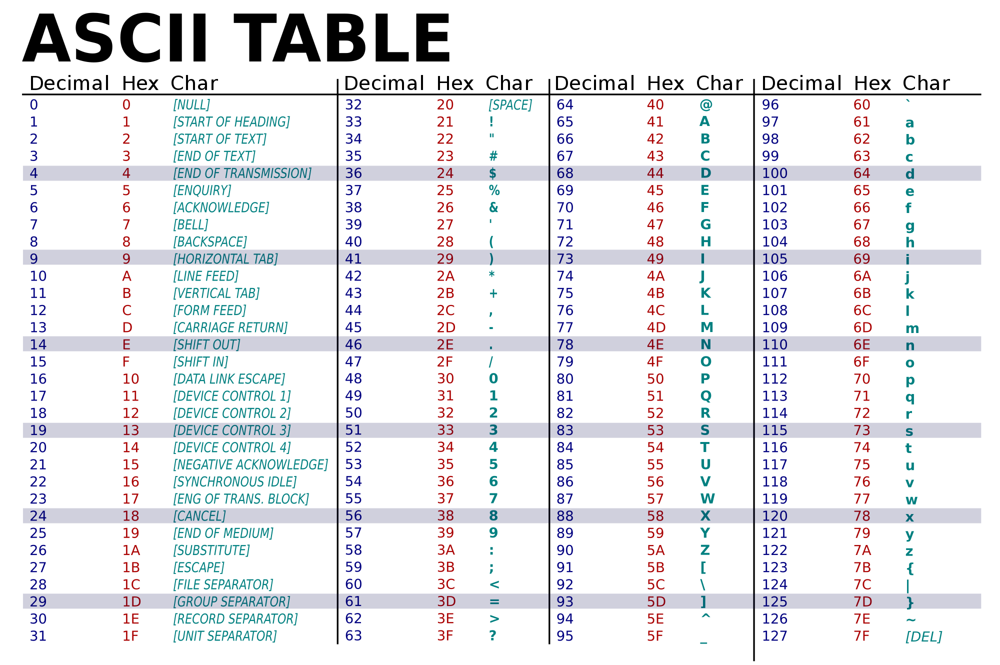 ASCII TABLE
Decimal Hex Char Decimal Hex Char Decimal Hex Char Decimal Hex Char
0 0 [NULL] 32 20 [SPACE] 64 40 @ 96 60 `
1 1 [START OF HEADING] 33 21 ! 65 41 A 97 61 a
2 2 [START OF TEXT] 34 22 " 66 42 B 98 62 b
3 3 [END OF TEXT] 35 23 # 67 43 C 99 63 c
4 4 [END OF TRANSMISSION] 36 24 $ 68 44 D 100 64 d
5 5 [ENQUIRY] 37 25 % 69 45 E 101 65 e
6 6 [ACKNOWLEDGE] 38 26 & 70 46 F 102 66 f
7 7 [BELL] 39 27 ' 71 47 G 103 67 g
8 8 [BACKSPACE] 40 28 ( 72 48 H 104 68 h
9 9 [HORIZONTAL TAB] 41 29 ) 73 49 I 105 69 i
10 A [LINE FEED] 42 2A * 74 4A J 106 6A j
11 B [VERTICAL TAB] 43 2B + 75 4B K 107 6B k
12 C [FORM FEED] 44 2C , 76 4C L 108 6C l
13 D [CARRIAGE RETURN] 45 2D - 77 4D M 109 6D m
14 E [SHIFT OUT] 46 2E . 78 4E N 110 6E n
15 F [SHIFT IN] 47 2F / 79 4F O 111 6F o
16 10 [DATA LINK ESCAPE] 48 30 0 80 50 P 112 70 p
17 11 [DEVICE CONTROL 1] 49 31 1 81 51 Q 113 71 q
18 12 [DEVICE CONTROL 2] 50 32 2 82 52 R 114 72 r
19 13 [DEVICE CONTROL 3] 51 33 3 83 53 S 115 73 s
20 14 [DEVICE CONTROL 4] 52 34 4 84 54 T 116 74 t
21 15 [NEGATIVE ACKNOWLEDGE] 53 35 5 85 55 U 117 75 u
22 16 [SYNCHRONOUS IDLE] 54 36 6 86 56 V 118 76 v
23 17 [ENG OF TRANS. BLOCK] 55 37 7 87 57 W 119 77 w
24 18 [CANCEL] 56 38 8 88 58 X 120 78 x
25 19 [END OF MEDIUM] 57 39 9 89 59 Y 121 79 y
26 1A [SUBSTITUTE] 58 3A : 90 5A Z 122 7A z
27 1B [ESCAPE] 59 3B ; 91 5B [ 123 7B {
28 1C [FILE SEPARATOR] 60 3C < 92 5C \ 124 7C |
29 1D [GROUP SEPARATOR] 61 3D = 93 5D ] 125 7D }
30 1E [RECORD SEPARATOR] 62 3E > 94 5E ^ 126 7E ~
31 1F [UNIT SEPARATOR] 63 3F ? 95 5F _ 127 7F [DEL]